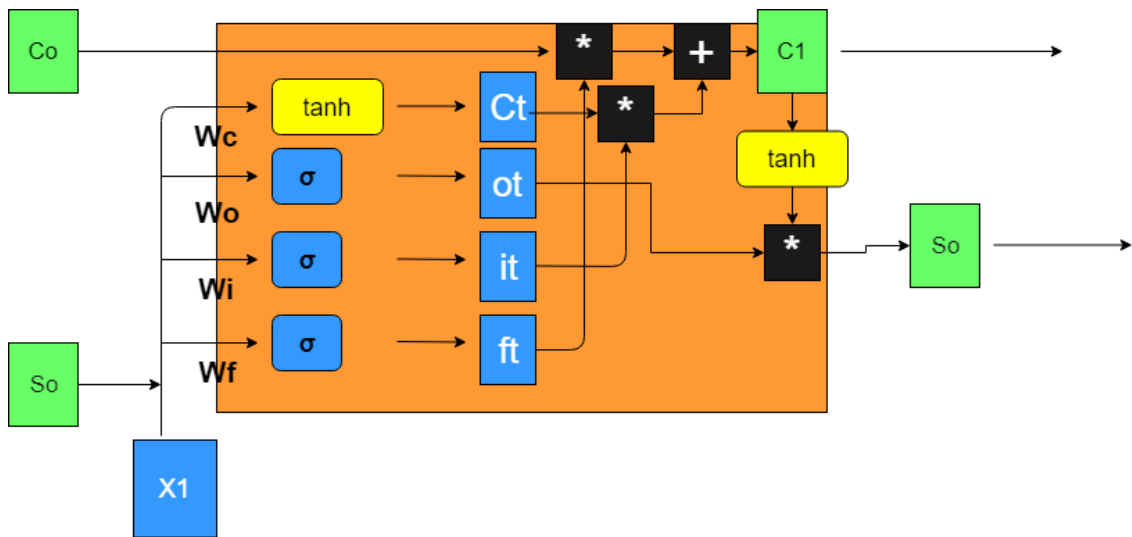 Co
*
+
C1
tanh
Ct
*
Wc
tanh
σ
ot
Wo
*
So
σ
it
Wi
σ
ft
Wf
So
X1